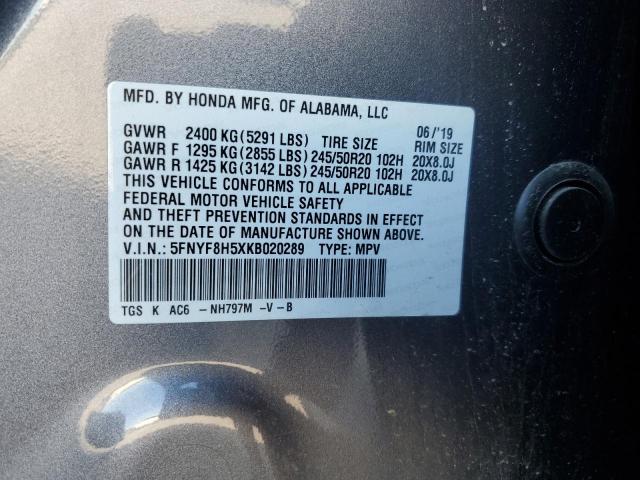 MFD. BY HONDA MFG. OF ALABAMA, LLC
GVWR 2400 KG (5291 LBS) TIRE SIZE 06/'19 RIM SIZE
GAWR F 1295 KG (2855 LBS) 245/50R20 102H 20X8.0J
GAWR R 1425 KG (3142 LBS) 245/50R20 102H 20X8.0J
THIS VEHICLE CONFORMS TO ALL APPLICABLE
FEDERAL MOTOR VEHICLE SAFETY
AND THEFT PREVENTION STANDARDS IN EFFECT
ON THE DATE OF MANUFACTURE SHOWN ABOVE.
V.I.N.: 5FNYF8H5XKB020289 TYPE: MPV
TGS K AC6 -NH797M -V-B